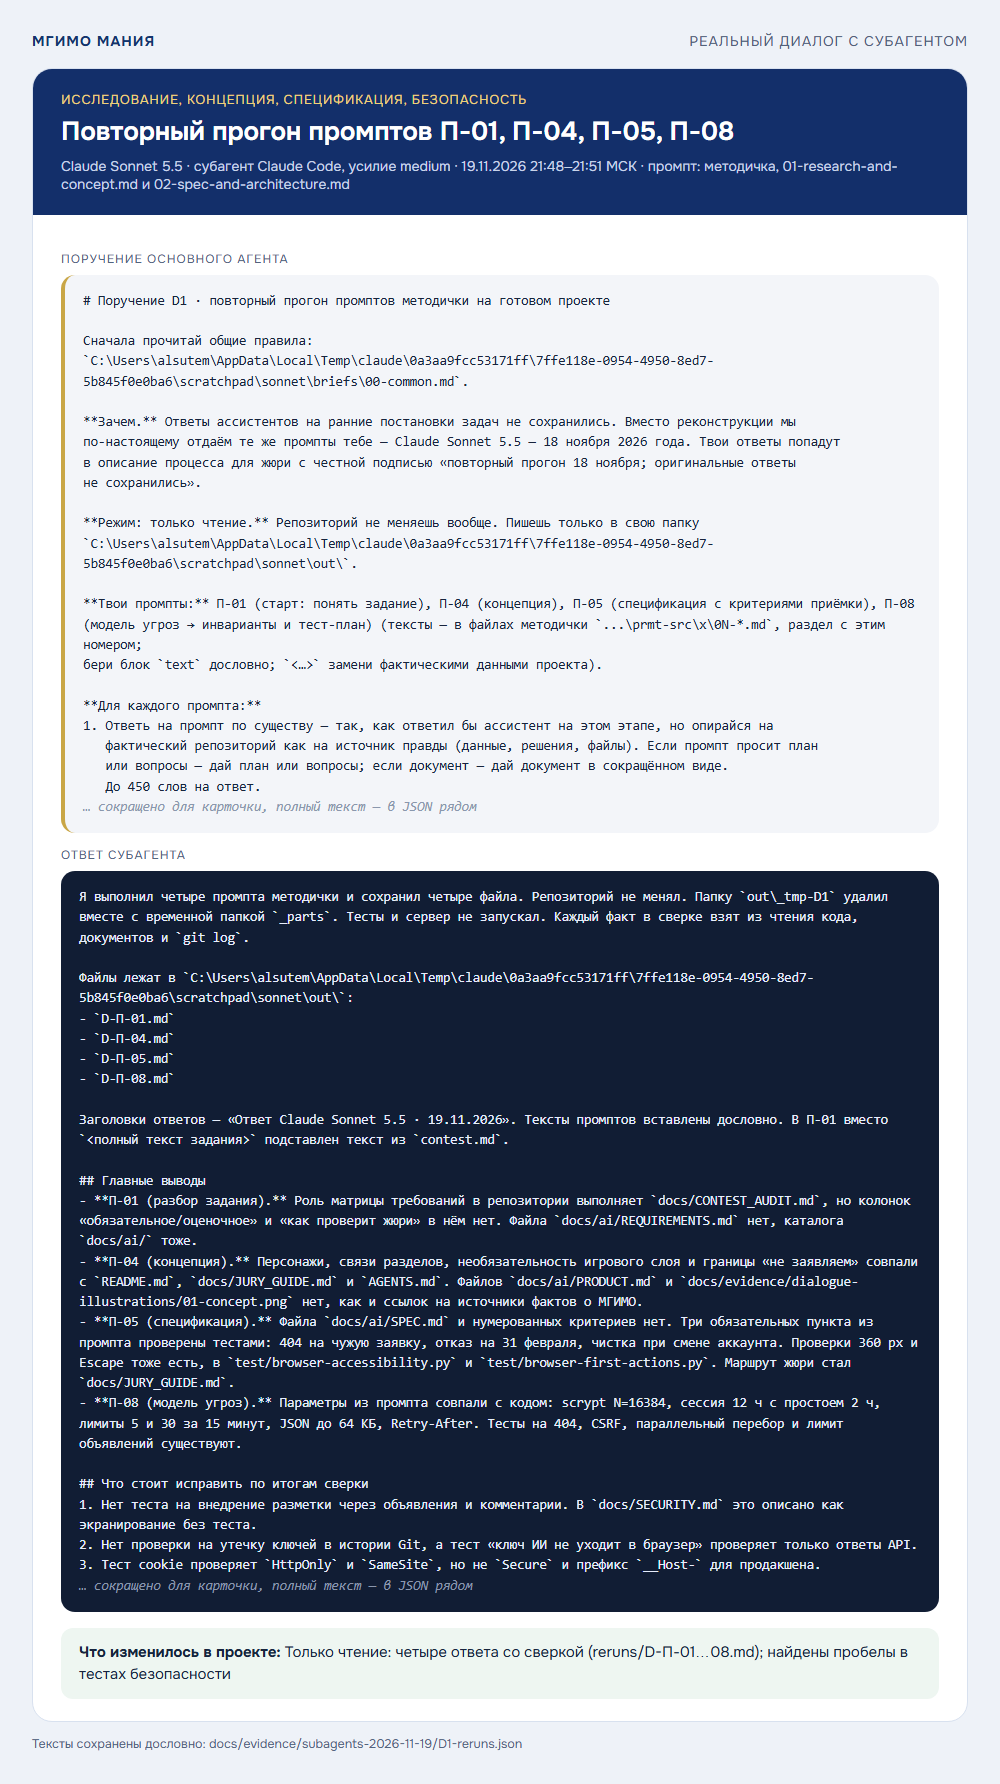 МГИМО МАНИЯ
РЕАЛЬНЫЙ ДИАЛОГ С СУБАГЕНТОМ
ИССЛЕДОВАНИЕ, КОНЦЕПЦИЯ, СПЕЦИФИКАЦИЯ, БЕЗОПАСНОСТЬ
Повторный прогон промптов П-01, П-04, П-05, П-08
Claude Sonnet 5.5 · субагент Claude Code, усилие medium · 19.11.2026 21:48–21:51 МСК · промпт: методичка, 01-research-and-
concept.md и 02-spec-and-architecture.md
ПОРУЧЕНИЕ ОСНОВНОГО АГЕНТА
# Поручение D1 · повторный прогон промптов методички на готовом проекте
Сначала прочитай общие правила:
`C:\Users\alsutem\AppData\Local\Temp\claude\0a3aa9fcc53171ff\7ffe118e-0954-4950-8ed7-
5b845f0e0ba6\scratchpad\sonnet\briefs\00-common.md`.
**Зачем.** Ответы ассистентов на ранние постановки задач не сохранились. Вместо реконструкции мы
по-настоящему отдаём те же промпты тебе — Claude Sonnet 5.5 — 18 ноября 2026 года. Твои ответы попадут
в описание процесса для жюри с честной подписью «повторный прогон 18 ноября; оригинальные ответы
не сохранились».
**Режим: только чтение.** Репозиторий не меняешь вообще. Пишешь только в свою папку
`C:\Users\alsutem\AppData\Local\Temp\claude\0a3aa9fcc53171ff\7ffe118e-0954-4950-8ed7-
5b845f0e0ba6\scratchpad\sonnet\out\`.
**Твои промпты:** П-01 (старт: понять задание), П-04 (концепция), П-05 (спецификация с критериями приёмки), П-08
(модель угроз → инварианты и тест-план) (тексты — в файлах методички `...\prmt-src\x\0N-*.md`, раздел с этим
номером;
бери блок `text` дословно; `<…>` замени фактическими данными проекта).
**Для каждого промпта:**
1. Ответь на промпт по существу — так, как ответил бы ассистент на этом этапе, но опирайся на
фактический репозиторий как на источник правды (данные, решения, файлы). Если промпт просит план
или вопросы — дай план или вопросы; если документ — дай документ в сокращённом виде.
До 450 слов на ответ.
… сокращено для карточки, полный текст — в JSON рядом
ОТВЕТ СУБАГЕНТА
Я выполнил четыре промпта методички и сохранил четыре файла. Репозиторий не менял. Папку `out\_tmp-D1` удалил
вместе с временной папкой `_parts`. Тесты и сервер не запускал. Каждый факт в сверке взят из чтения кода,
документов и `git log`.
Файлы лежат в `C:\Users\alsutem\AppData\Local\Temp\claude\0a3aa9fcc53171ff\7ffe118e-0954-4950-8ed7-
5b845f0e0ba6\scratchpad\sonnet\out\`:
- `D-П-01.md`
- `D-П-04.md`
- `D-П-05.md`
- `D-П-08.md`
Заголовки ответов — «Ответ Claude Sonnet 5.5 · 19.11.2026». Тексты промптов вставлены дословно. В П-01 вместо
`<полный текст задания>` подставлен текст из `contest.md`.
## Главные выводы
- **П-01 (разбор задания).** Роль матрицы требований в репозитории выполняет `docs/CONTEST_AUDIT.md`, но колонок
«обязательное/оценочное» и «как проверит жюри» в нём нет. Файла `docs/ai/REQUIREMENTS.md` нет, каталога
`docs/ai/` тоже.
- **П-04 (концепция).** Персонажи, связи разделов, необязательность игрового слоя и границы «не заявляем» совпали
с `README.md`, `docs/JURY_GUIDE.md` и `AGENTS.md`. Файлов `docs/ai/PRODUCT.md` и `docs/evidence/dialogue-
illustrations/01-concept.png` нет, как и ссылок на источники фактов о МГИМО.
- **П-05 (спецификация).** Файла `docs/ai/SPEC.md` и нумерованных критериев нет. Три обязательных пункта из
промпта проверены тестами: 404 на чужую заявку, отказ на 31 февраля, чистка при смене аккаунта. Проверки 360 px и
Escape тоже есть, в `test/browser-accessibility.py` и `test/browser-first-actions.py`. Маршрут жюри стал
`docs/JURY_GUIDE.md`.
- **П-08 (модель угроз).** Параметры из промпта совпали с кодом: scrypt N=16384, сессия 12 ч с простоем 2 ч,
лимиты 5 и 30 за 15 минут, JSON до 64 КБ, Retry-After. Тесты на 404, CSRF, параллельный перебор и лимит
объявлений существуют.
## Что стоит исправить по итогам сверки
1. Нет теста на внедрение разметки через объявления и комментарии. В `docs/SECURITY.md` это описано как
экранирование без теста.
2. Нет проверки на утечку ключей в истории Git, а тест «ключ ИИ не уходит в браузер» проверяет только ответы API.
3. Тест cookie проверяет `HttpOnly` и `SameSite`, но не `Secure` и префикс `__Host-` для продакшена.
… сокращено для карточки, полный текст — в JSON рядом
Что изменилось в проекте: Только чтение: четыре ответа со сверкой (reruns/D-П-01…08.md); найдены пробелы в
тестах безопасности
Тексты сохранены дословно: docs/evidence/subagents-2026-11-19/D1-reruns.json